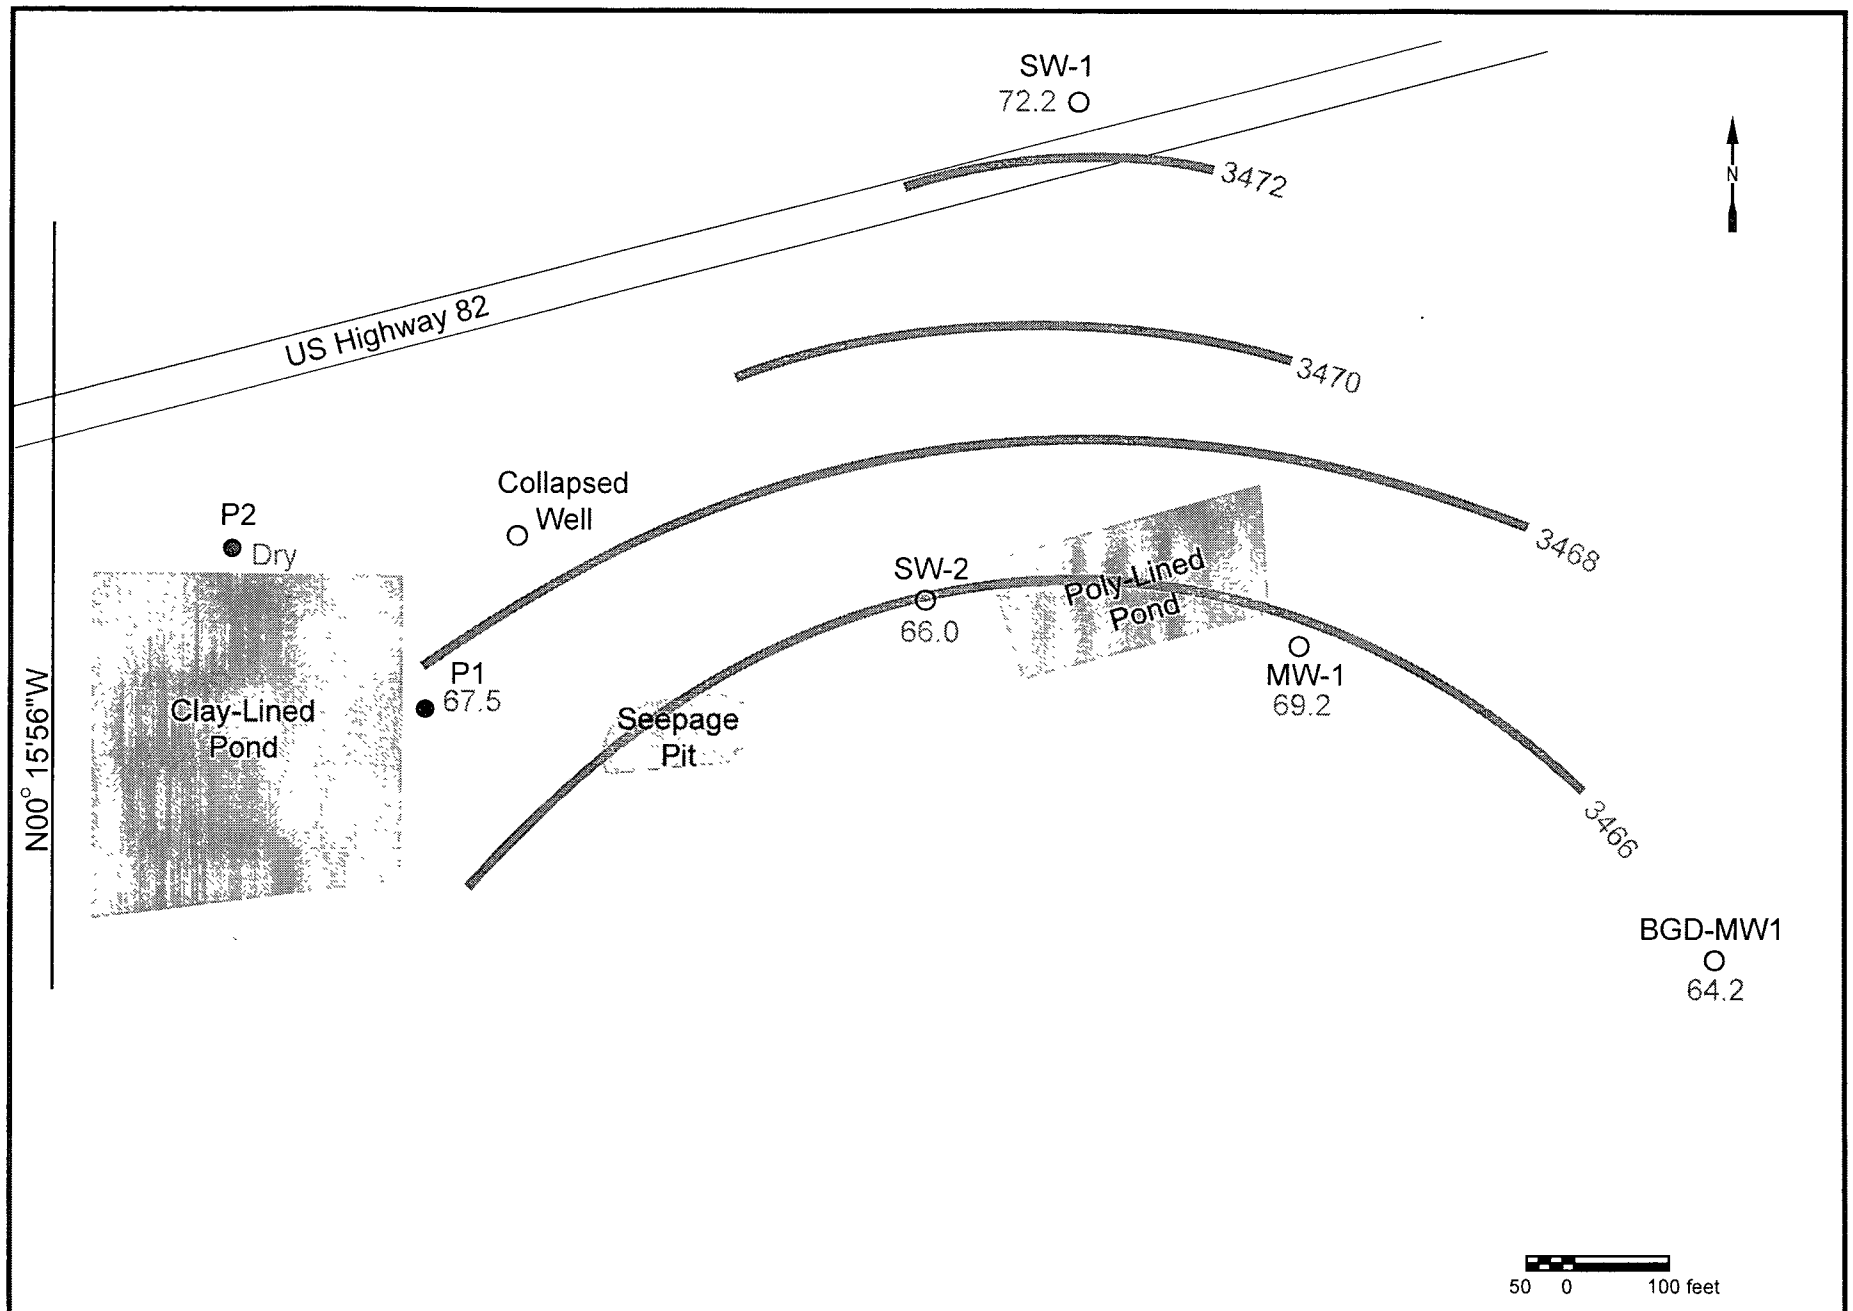 SW-1
72.2
N
3472
US Highway 82
3470
Collapsed
Well
3468
P2
Dry
SW-2
66.0
Poly-Lined
Pond
P1
67.5
MW-1
69.2
Clay-Lined
Pond
Seepage
Pit
N00° 15'56"W
3466
BGD-MW1
64.2
50 0 100 feet